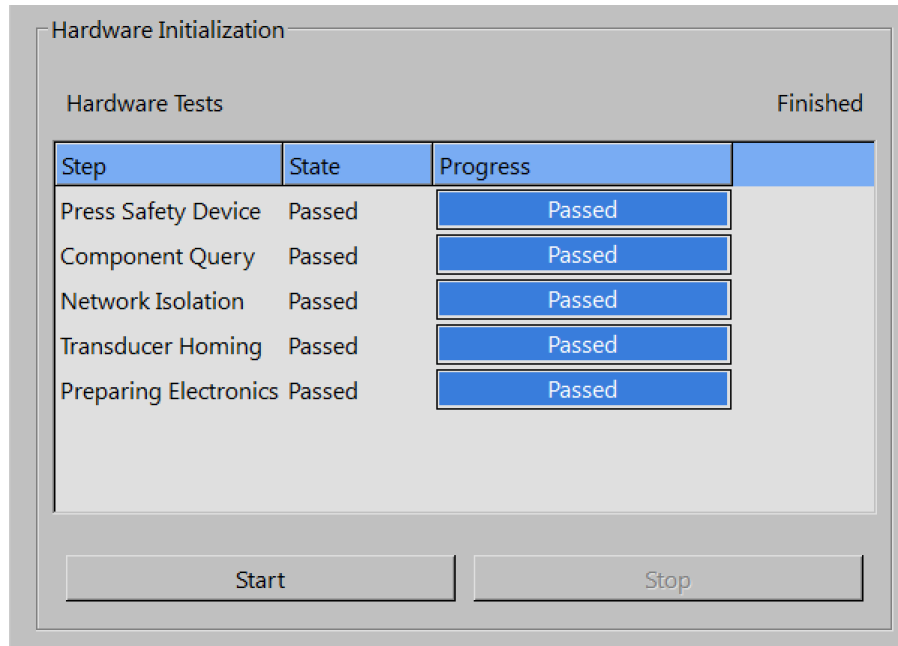 Hardware Initialization
Hardware Tests Finished
Step State Progress
Press Safety Device Passed Passed
Component Query Passed Passed
Network Isolation Passed Passed
Transducer Homing Passed Passed
Preparing Electronics Passed Passed
Start Stop